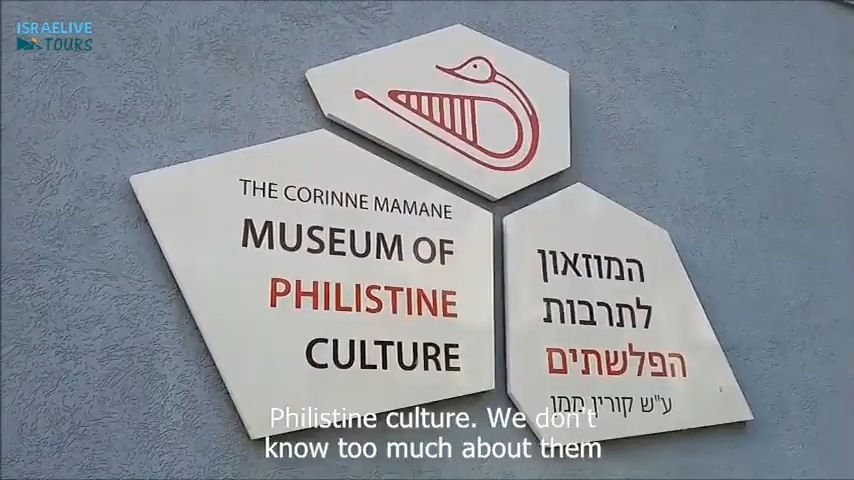 ISRAELIVE
TOURS
THE CORINNE MAMANE
MUSEUM OF
PHILISTINE
CULTURE
המוזאון
לתרבות
הפלשתים
ע"ש קורין ממן
Philistine culture. We don't
know too much about them